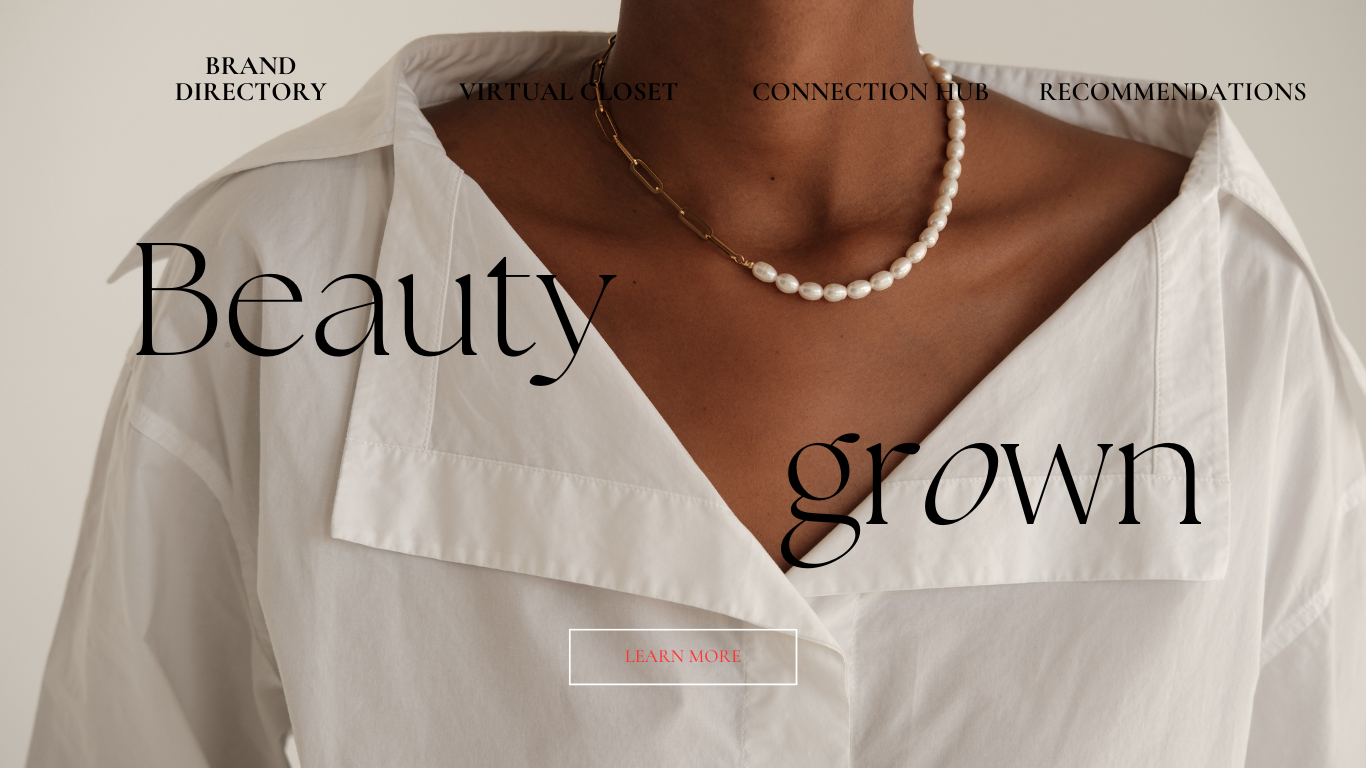 BRAND
DIRECTORY
VIRTUAL CLOSET
CONNECTION HUB
RECOMMENDATIONS
Beauty
grown
LEARN MORE